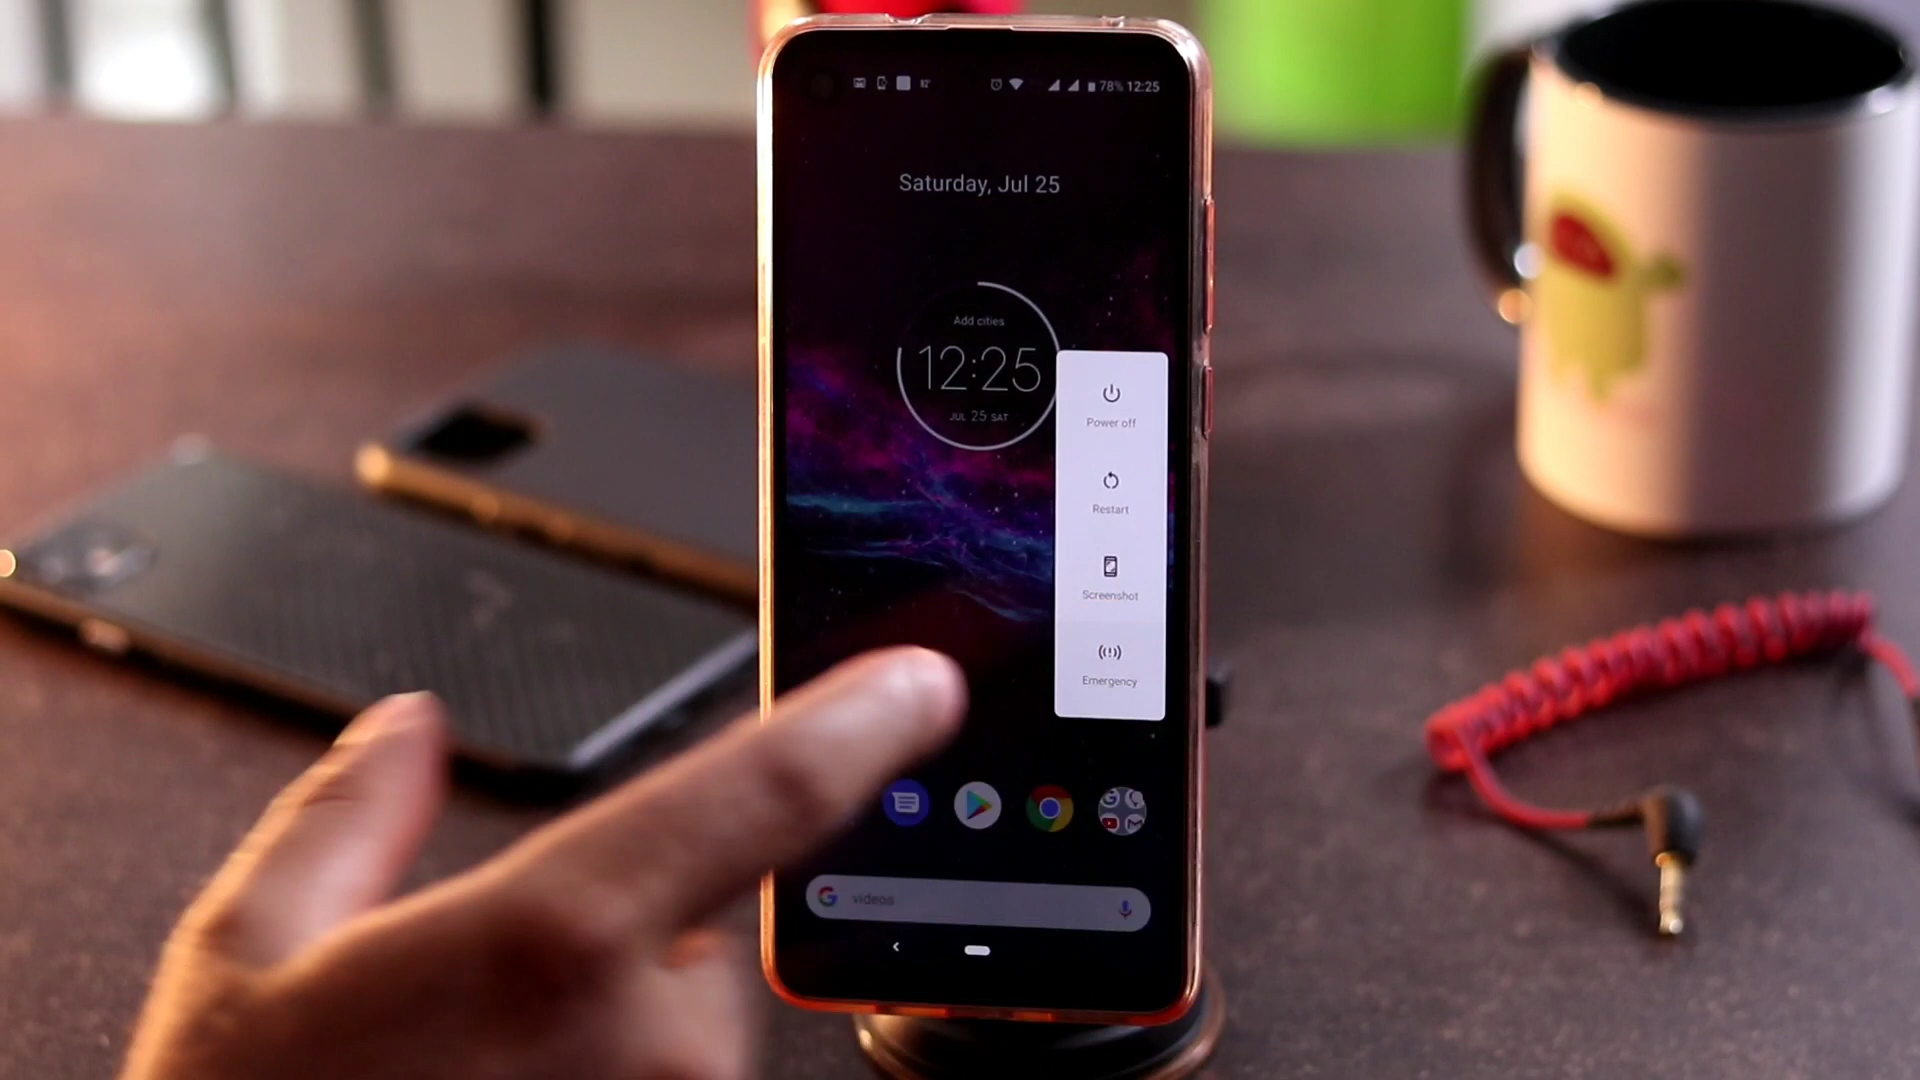 78% 12:25
Saturday, Jul 25
Add cities
12:25
JUL 25 SAT
Power off
Restart
Screenshot
Emergency
videos